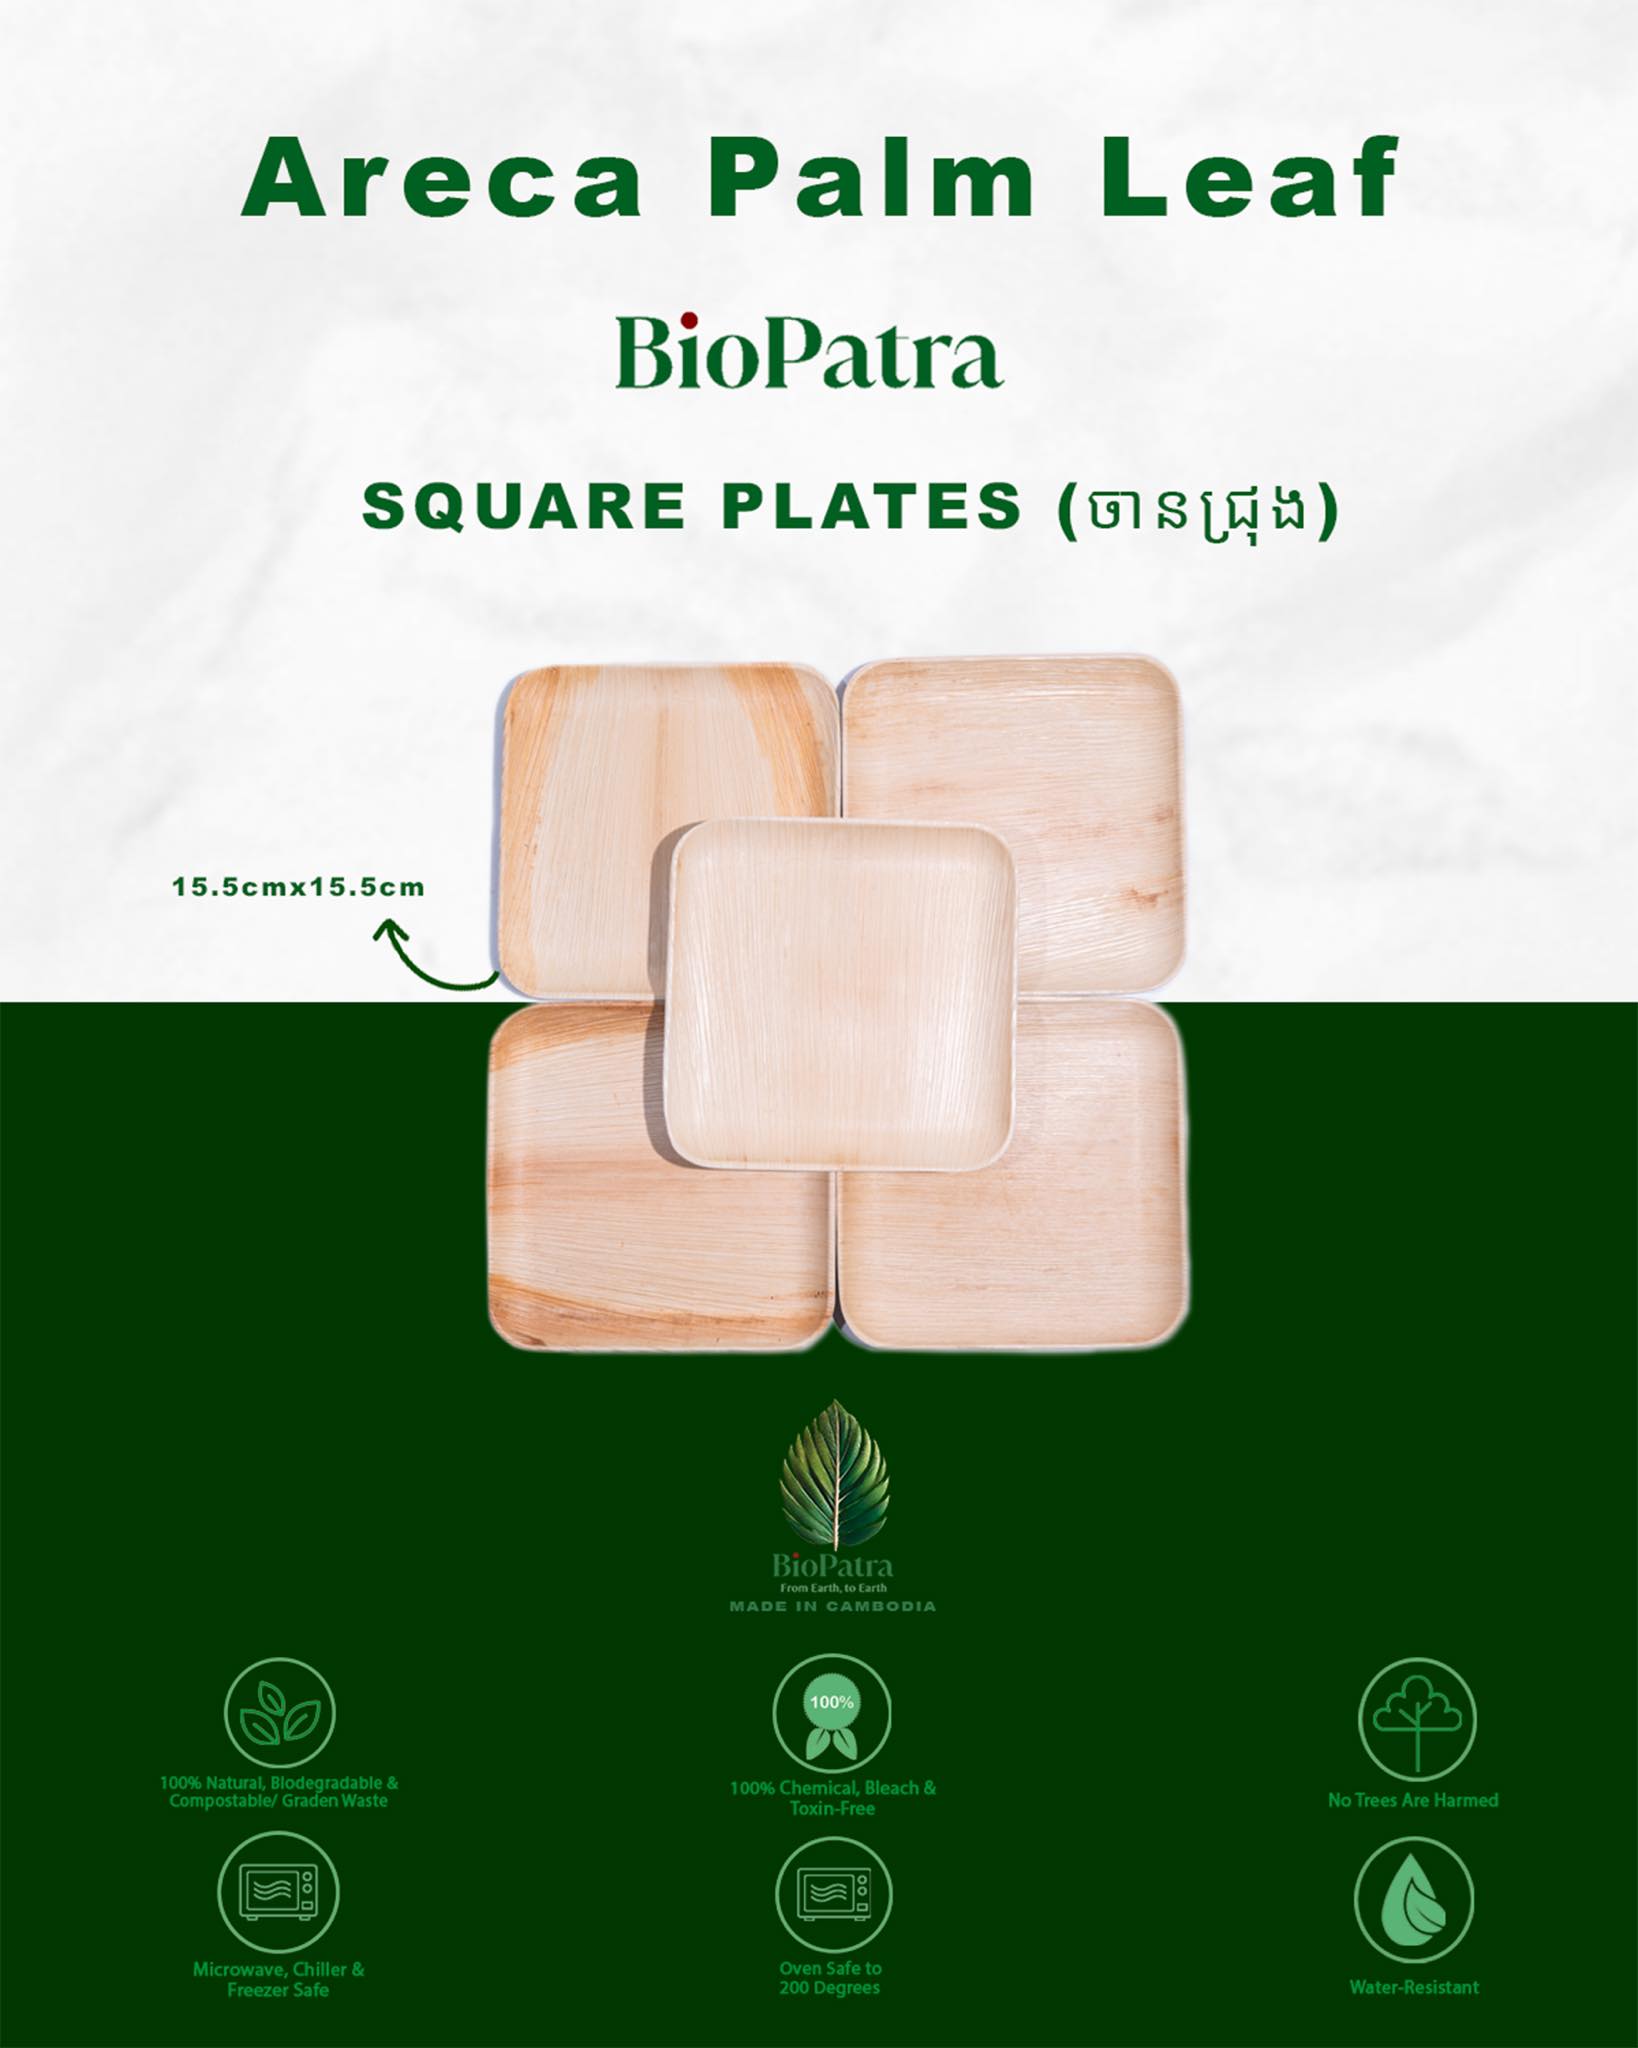 Areca Palm Leaf
BioPatra
SQUARE PLATES (ចានជ្រុង)
15.5cmx15.5cm
BioPatra
From Earth, to Earth
MADE IN CAMBODIA
100%
100% Natural, Biodegradable &
Compostable/ Graden Waste
100% Chemical, Bleach &
Toxin-Free
No Trees Are Harmed
Microwave, Chiller &
Freezer Safe
Oven Safe to
200 Degrees
Water-Resistant